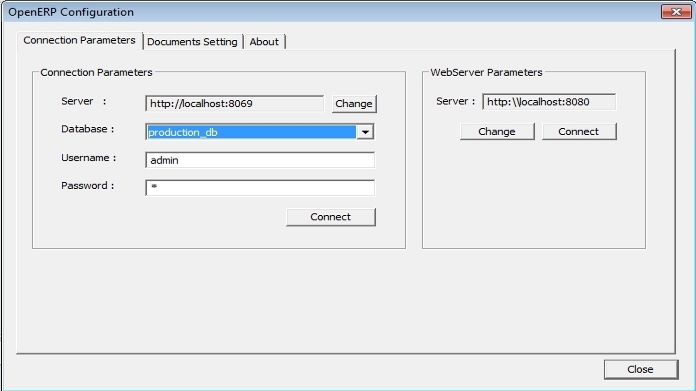 OpenERP Configuration
Connection Parameters Documents Setting About
Connection Parameters
Server : http://localhost:8069 Change
Database : production_db
Username : admin
Password : *
Connect
WebServer Parameters
Server : http:\\localhost:8080
Change Connect
Close